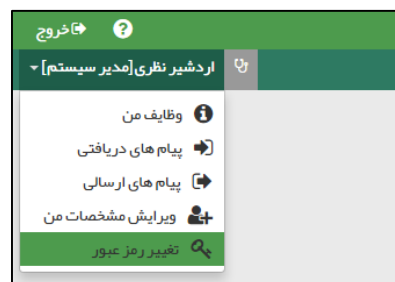 خروج
اردشیر نظری[مدیر سیستم]
وظایف من
پیام های دریافتی
پیام های ارسالی
ویرایش مشخصات من
تغییر رمز عبور